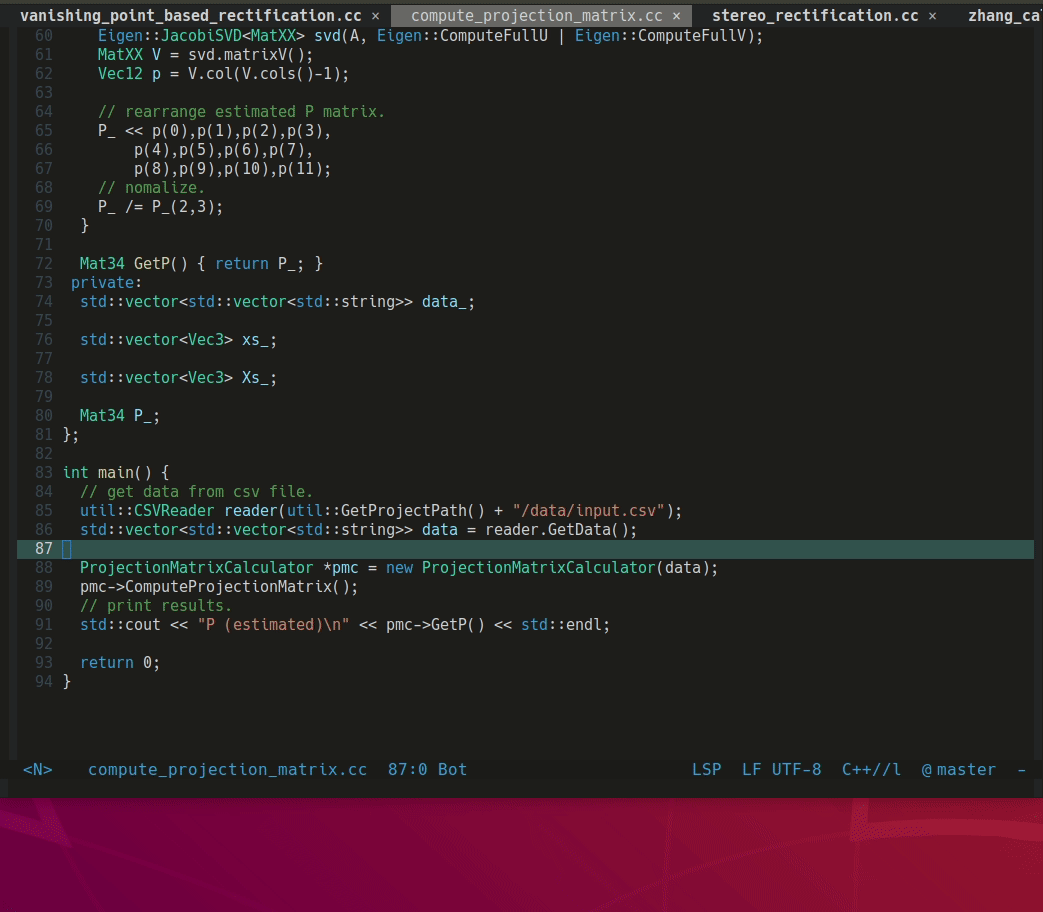 vanishing_point_based_rectification.cc × compute_projection_matrix.cc × stereo_rectification.cc × zhang_ca
60 Eigen::JacobiSVD<MatXX> svd(A, Eigen::ComputeFullU | Eigen::ComputeFullV);
61 MatXX V = svd.matrixV();
62 Vec12 p = V.col(V.cols()-1);
63
64 // rearrange estimated P matrix.
65 P_ << p(0),p(1),p(2),p(3),
66 p(4),p(5),p(6),p(7),
67 p(8),p(9),p(10),p(11);
68 // nomalize.
69 P_ /= P_(2,3);
70 }
71
72 Mat34 GetP() { return P_; }
73 private:
74 std::vector<std::vector<std::string>> data_;
75
76 std::vector<Vec3> xs_;
77
78 std::vector<Vec3> Xs_;
79
80 Mat34 P_;
81 };
82
83 int main() {
84 // get data from csv file.
85 util::CSVReader reader(util::GetProjectPath() + "/data/input.csv");
86 std::vector<std::vector<std::string>> data = reader.GetData();
87
88 ProjectionMatrixCalculator *pmc = new ProjectionMatrixCalculator(data);
89 pmc->ComputeProjectionMatrix();
90 // print results.
91 std::cout << "P (estimated)\n" << pmc->GetP() << std::endl;
92
93 return 0;
94 }
<N> compute_projection_matrix.cc 87:0 Bot LSP LF UTF-8 C++//l @master -